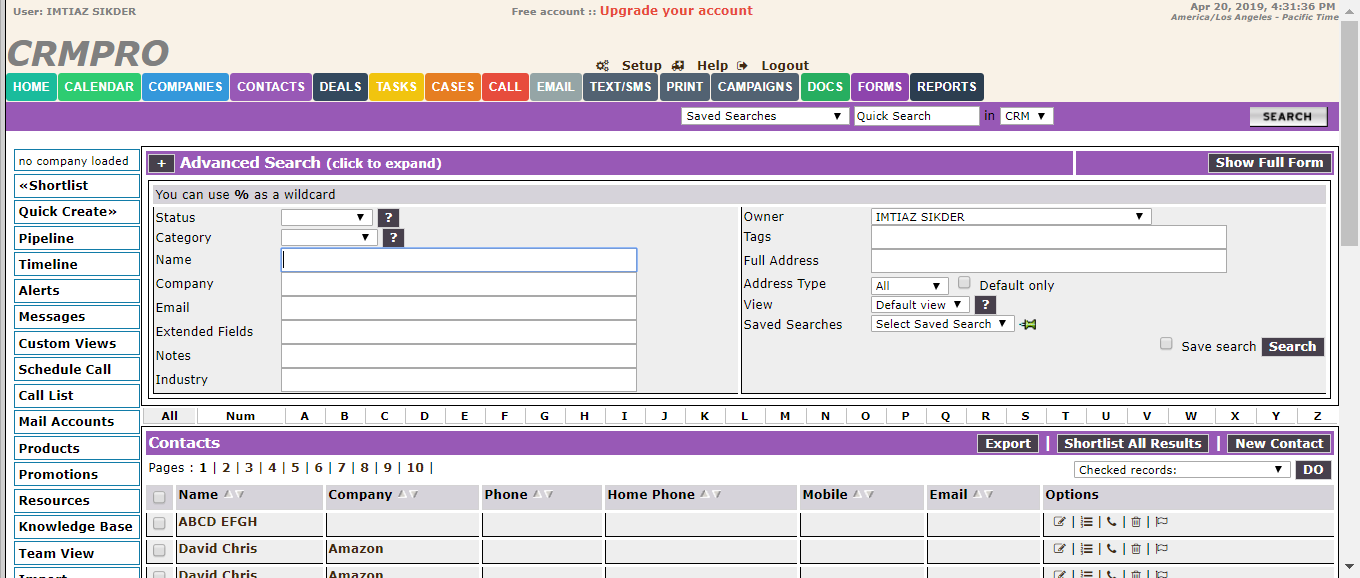 User: IMTIAZ SIKDER Free account :: Upgrade your account Apr 20, 2019, 4:31:36 PM
America/Los Angeles - Pacific Time
CRMPRO
Setup Help Logout
HOME CALENDAR COMPANIES CONTACTS DEALS TASKS CASES CALL EMAIL TEXT/SMS PRINT CAMPAIGNS DOCS FORMS REPORTS
Saved Searches ▼ Quick Search in CRM ▼ SEARCH
no company loaded
«Shortlist
Quick Create»
Pipeline
Timeline
Alerts
Messages
Custom Views
Schedule Call
Call List
Mail Accounts
Products
Promotions
Resources
Knowledge Base
Team View
Import
+ Advanced Search (click to expand) Show Full Form
You can use % as a wildcard
Status ▼ ?
Category ▼ ?
Name
Company
Email
Extended Fields
Notes
Industry
Owner IMTIAZ SIKDER ▼
Tags
Full Address
Address Type All ▼ Default only
View Default view ▼ ?
Saved Searches Select Saved Search ▼
Save search Search
All Num A B C D E F G H I J K L M N O P Q R S T U V W X Y Z
Contacts Export | Shortlist All Results | New Contact
Pages : 1 | 2 | 3 | 4 | 5 | 6 | 7 | 8 | 9 | 10 |
Checked records: ▼ DO
Name Company Phone Home Phone Mobile Email Options
ABCD EFGH | | | |
David Chris Amazon | | | |
David Chris Amazon | | | |